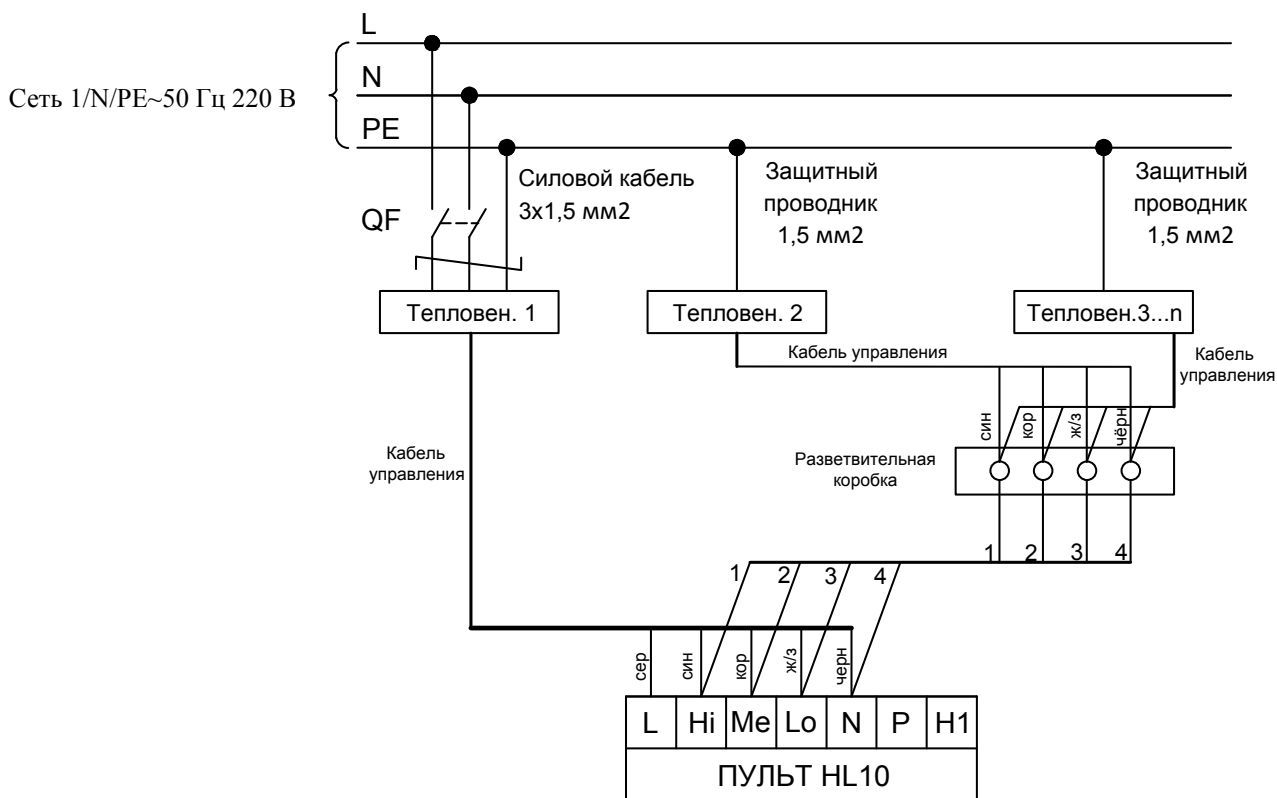 L
N
Сеть 1/N/PE~50 Гц 220 В
PE
Силовой кабель
3х1,5 мм2
Защитный
проводник
1,5 мм2
Защитный
проводник
1,5 мм2
QF
Тепловен. 1
Тепловен. 2
Тепловен.3...n
Кабель управления
Кабель
управления
син
кор
ж/з
чёрн
Кабель
управления
Разветвительная
коробка
1
2
3
4
1
2
3
4
сер
син
кор
ж/з
черн
L
Hi
Me
Lo
N
P
H1
ПУЛЬТ HL10